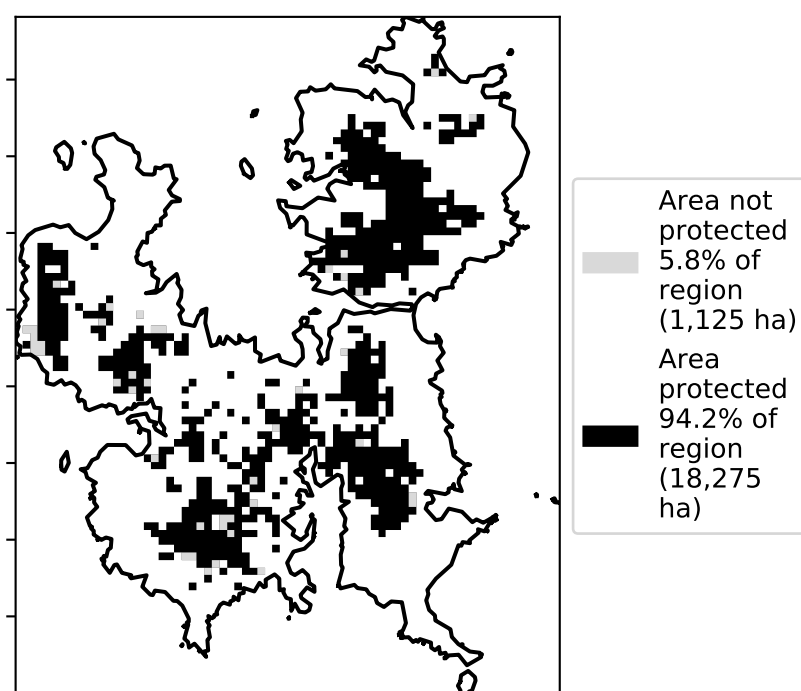 Area not
protected
5.8% of
region
(1,125 ha)
Area
protected
94.2% of
region
(18,275
ha)